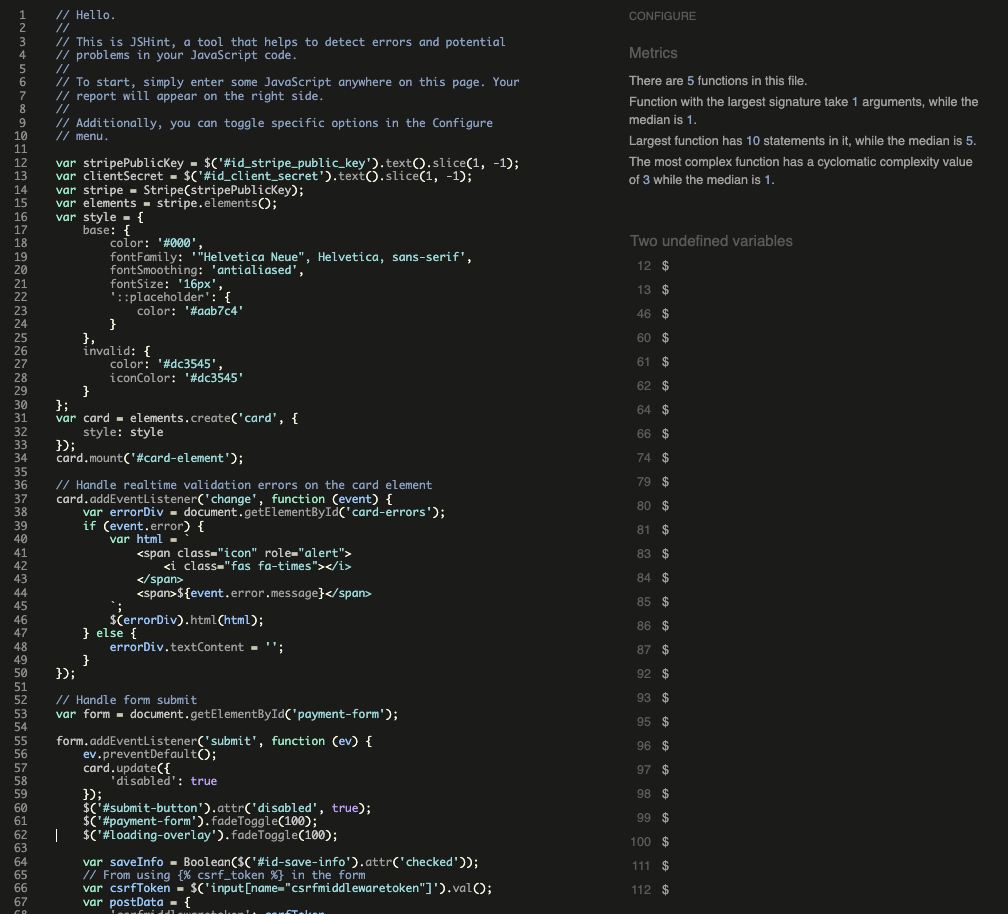 1 // Hello.
2 //
3 // This is JSHint, a tool that helps to detect errors and potential
4 // problems in your JavaScript code.
5 //
6 // To start, simply enter some JavaScript anywhere on this page. Your
7 // report will appear on the right side.
8 //
9 // Additionally, you can toggle specific options in the Configure
10 // menu.
11
12 var stripePublicKey = $('#id_stripe_public_key').text().slice(1, -1);
13 var clientSecret = $('#id_client_secret').text().slice(1, -1);
14 var stripe = Stripe(stripePublicKey);
15 var elements = stripe.elements();
16 var style = {
17     base: {
18         color: '#000',
19         fontFamily: '"Helvetica Neue", Helvetica, sans-serif',
20         fontSmoothing: 'antialiased',
21         fontSize: '16px',
22         '::placeholder': {
23             color: '#aab7c4'
24         }
25     },
26     invalid: {
27         color: '#dc3545',
28         iconColor: '#dc3545'
29     }
30 };
31 var card = elements.create('card', {
32     style: style
33 });
34 card.mount('#card-element');
35
36 // Handle realtime validation errors on the card element
37 card.addEventListener('change', function (event) {
38     var errorDiv = document.getElementById('card-errors');
39     if (event.error) {
40         var html = `
41             <span class="icon" role="alert">
42                 <i class="fas fa-times"></i>
43             </span>
44             <span>${event.error.message}</span>
45         `;
46         $(errorDiv).html(html);
47     } else {
48         errorDiv.textContent = '';
49     }
50 });
51
52 // Handle form submit
53 var form = document.getElementById('payment-form');
54
55 form.addEventListener('submit', function (ev) {
56     ev.preventDefault();
57     card.update({
58         'disabled': true
59     });
60     $('#submit-button').attr('disabled', true);
61     $('#payment-form').fadeToggle(100);
62     $('#loading-overlay').fadeToggle(100);
63
64     var saveInfo = Boolean($('#id-save-info').attr('checked'));
65     // From using {% csrf_token %} in the form
66     var csrfToken = $('input[name="csrfmiddlewaretoken"]').val();
67     var postData = {
68         'csrfmiddlewaretoken': csrfToken
CONFIGURE
Metrics
There are 5 functions in this file.
Function with the largest signature take 1 arguments, while the
median is 1.
Largest function has 10 statements in it, while the median is 5.
The most complex function has a cyclomatic complexity value
of 3 while the median is 1.
Two undefined variables
12 $
13 $
46 $
60 $
61 $
62 $
64 $
66 $
74 $
79 $
80 $
81 $
83 $
84 $
85 $
86 $
87 $
92 $
93 $
95 $
96 $
97 $
98 $
99 $
100 $
111 $
112 $